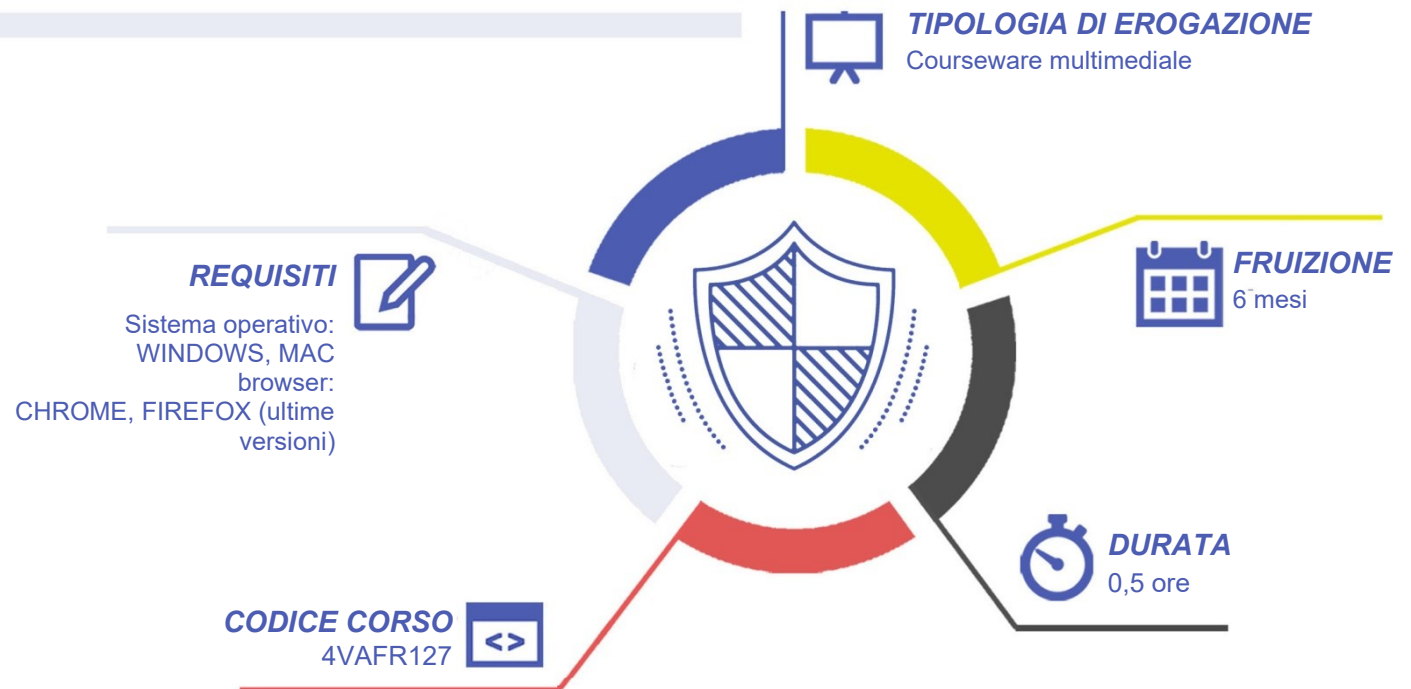 TIPOLOGIA DI EROGAZIONE
Courseware multimediale
REQUISITI
Sistema operativo:
WINDOWS, MAC
browser:
CHROME, FIREFOX (ultime
versioni)
FRUIZIONE
6 mesi
DURATA
0,5 ore
CODICE CORSO
4VAFR127
<>